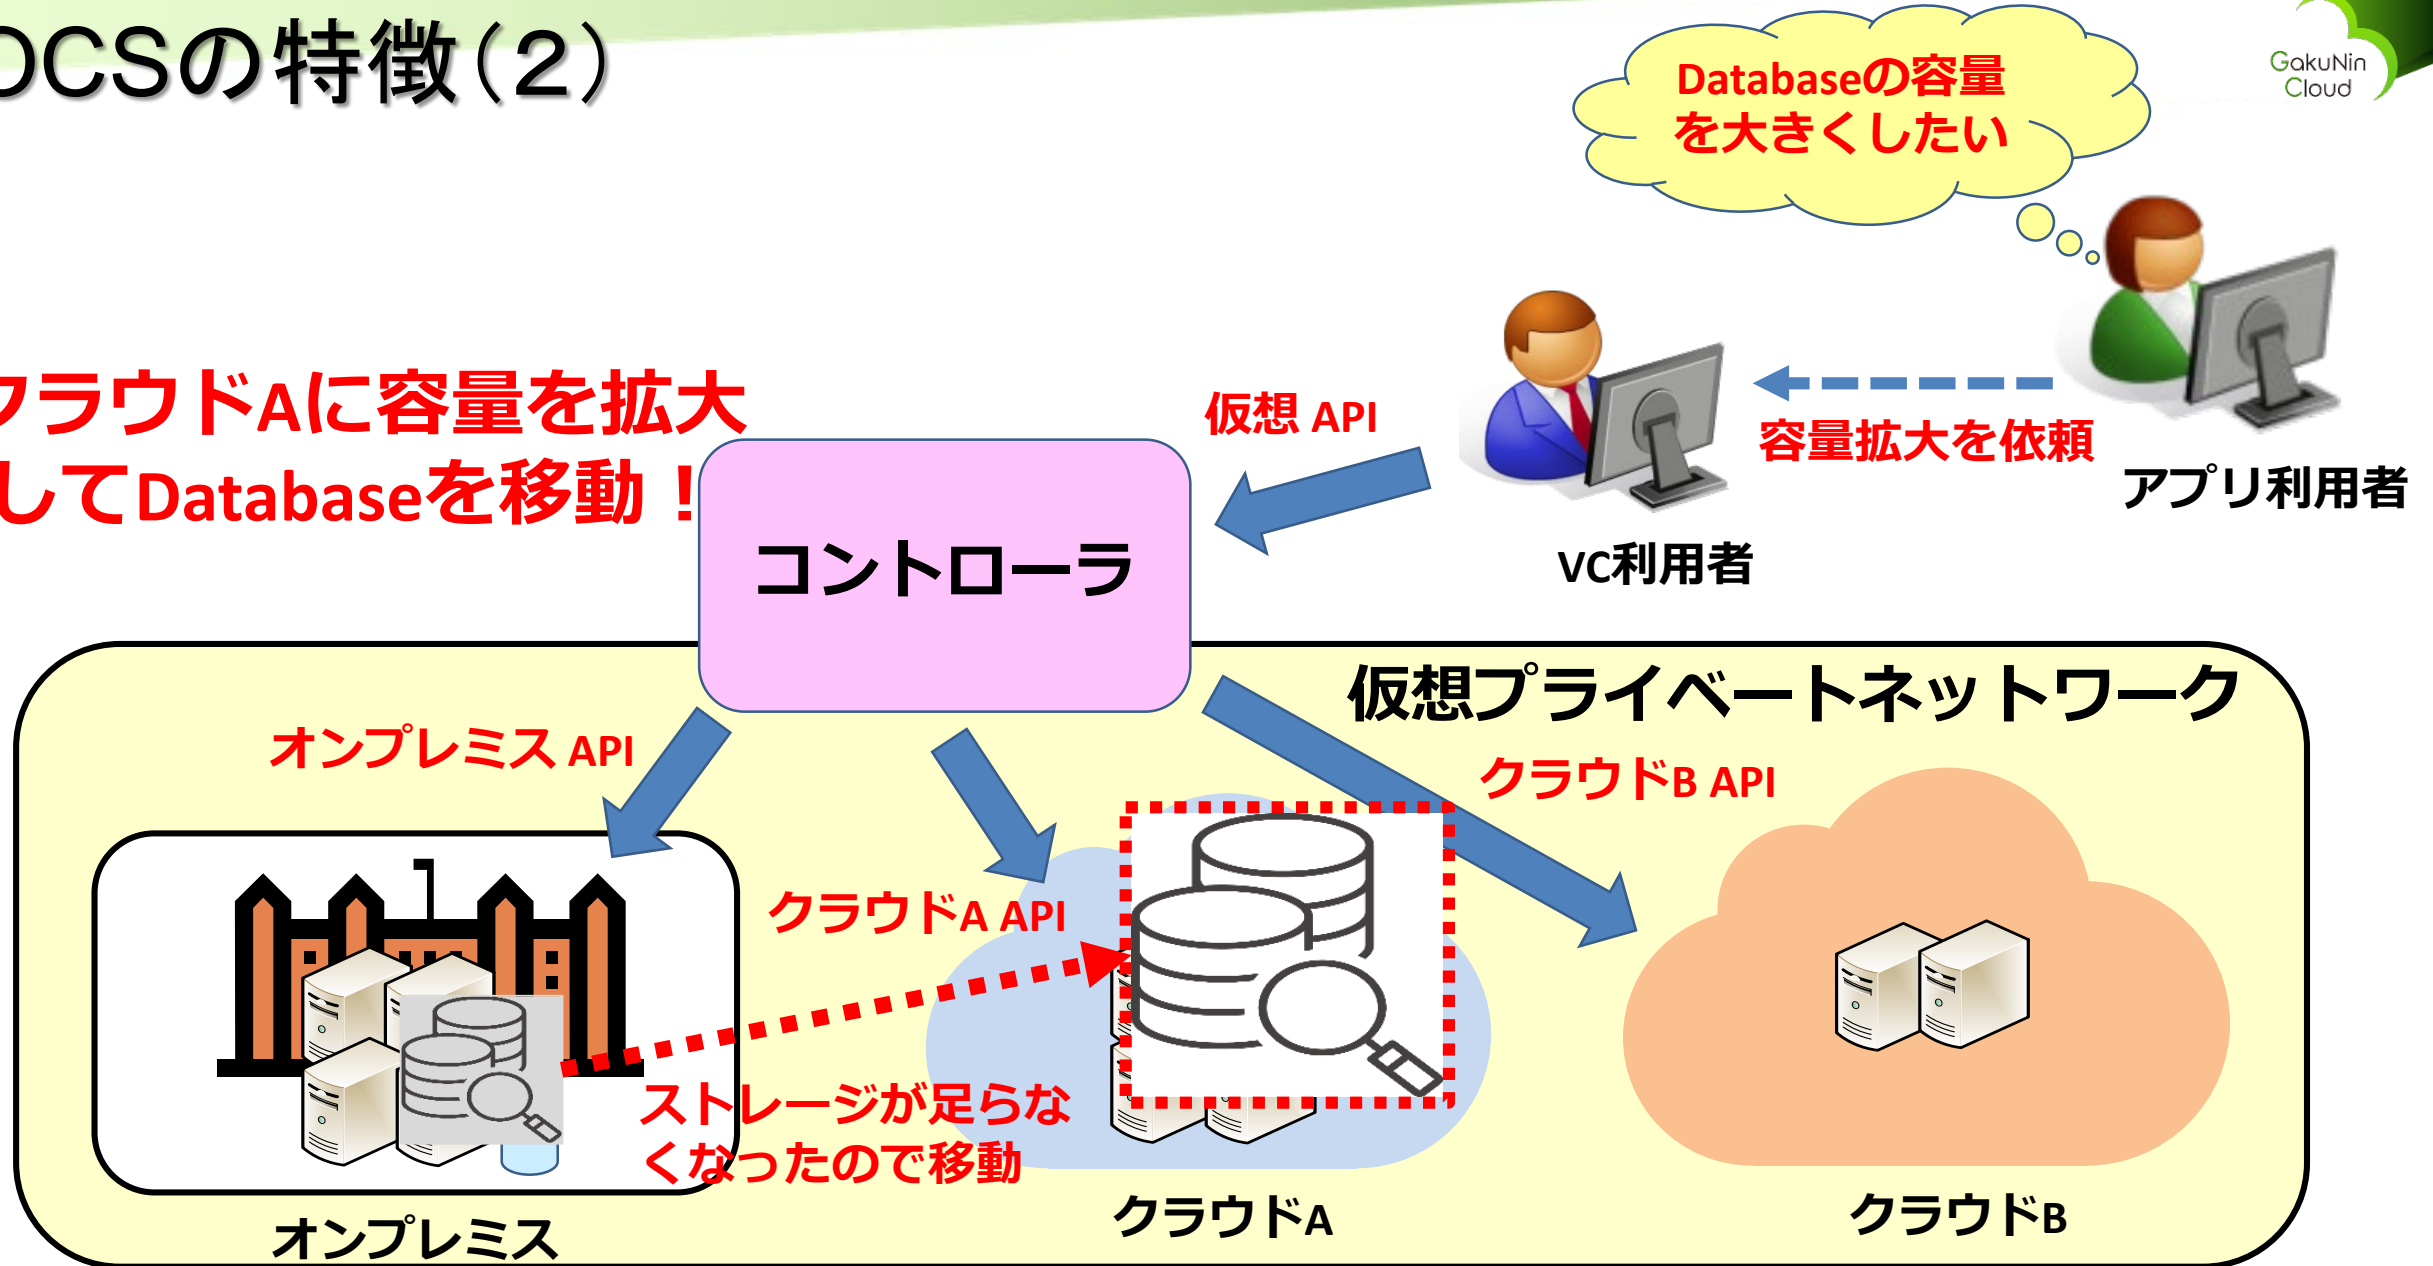 OCSの特徴(2)
GakuNin
Cloud
Databaseの容量
を大きくしたい
クラウドAに容量を拡大
してDatabaseを移動！
仮想 API
容量拡大を依頼
アプリ利用者
VC利用者
コントローラ
仮想プライベートネットワーク
オンプレミス API
クラウドB API
クラウドA API
ストレージが足らな
くなったので移動
オンプレミス
クラウドA
クラウドB